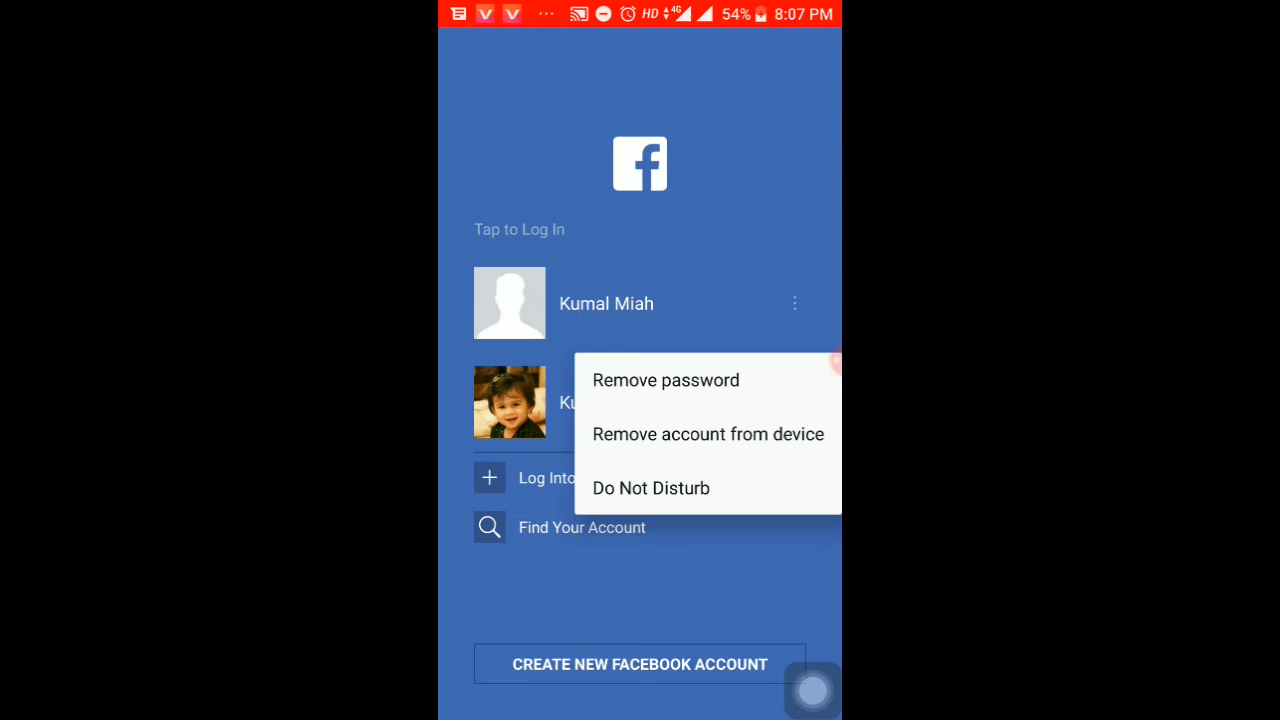 HD 4G 54% 8:07 PM
Tap to Log In
Kumal Miah
Ku
Remove password
Remove account from device
Do Not Disturb
Log Into
Find Your Account
CREATE NEW FACEBOOK ACCOUNT